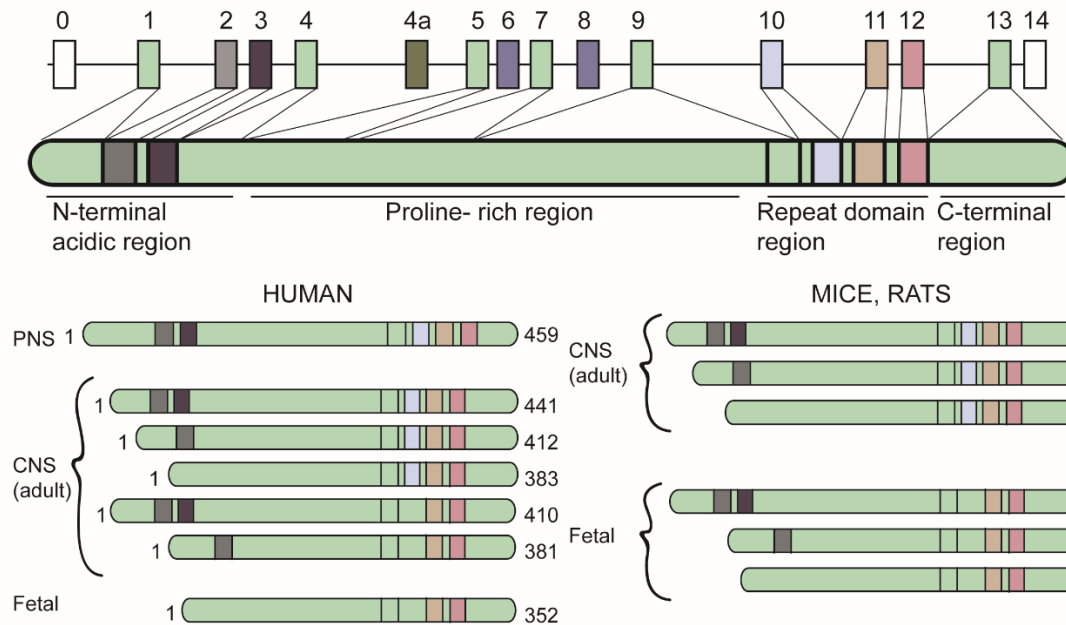 0 1 2 3 4 4a 5 6 7 8 9 10 11 12 13 14
N-terminal
acidic region
Proline- rich region
Repeat domain
region
C-terminal
region
HUMAN
PNS 1 459
CNS
(adult)
1 441
1 412
1 383
1 410
1 381
Fetal 1 352
MICE, RATS
CNS
(adult)
Fetal